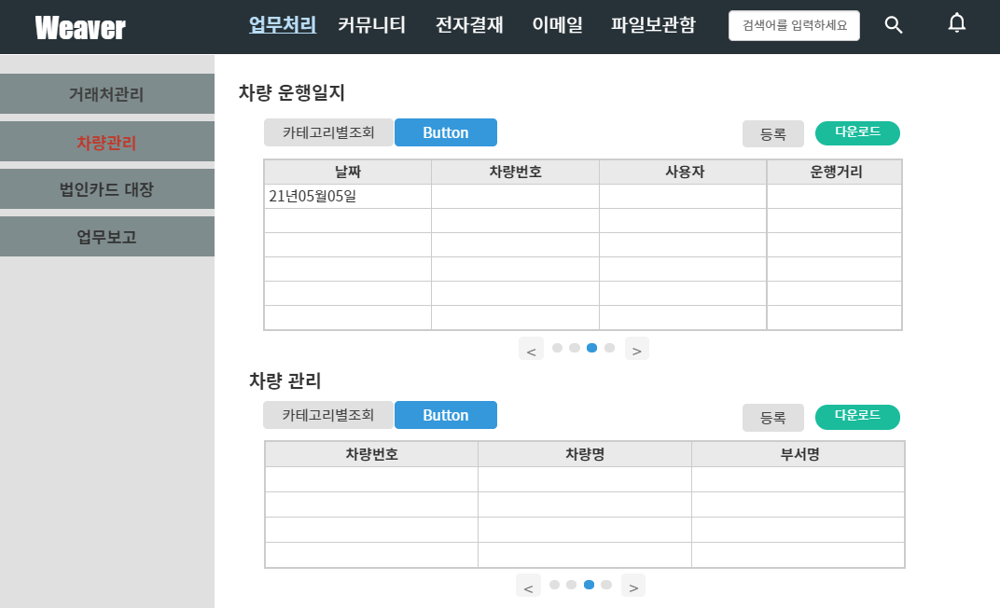 Weaver 업무처리 커뮤니티 전자결재 이메일 파일보관함 검색어를 입력하세요
거래처관리
차량관리
법인카드 대장
업무보고
차량 운행일지
카테고리별조회 Button 등록 다운로드
날짜 차량번호 사용자 운행거리
21년05월05일
< >
차량 관리
카테고리별조회 Button 등록 다운로드
차량번호 차량명 부서명
< >